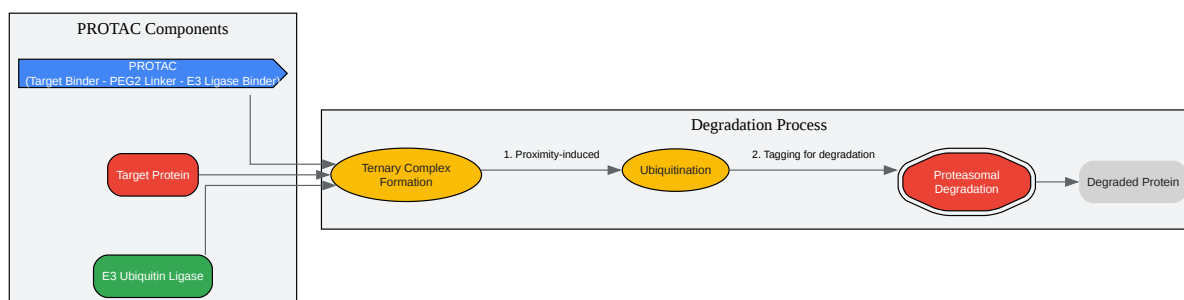 PROTAC Components
PROTAC
(Target Binder - PEG2 Linker - E3 Ligase Binder)
Target Protein
E3 Ubiquitin Ligase
Degradation Process
Ternary Complex
Formation
1. Proximity-induced
Ubiquitination
2. Tagging for degradation
Proteasomal
Degradation
Degraded Protein